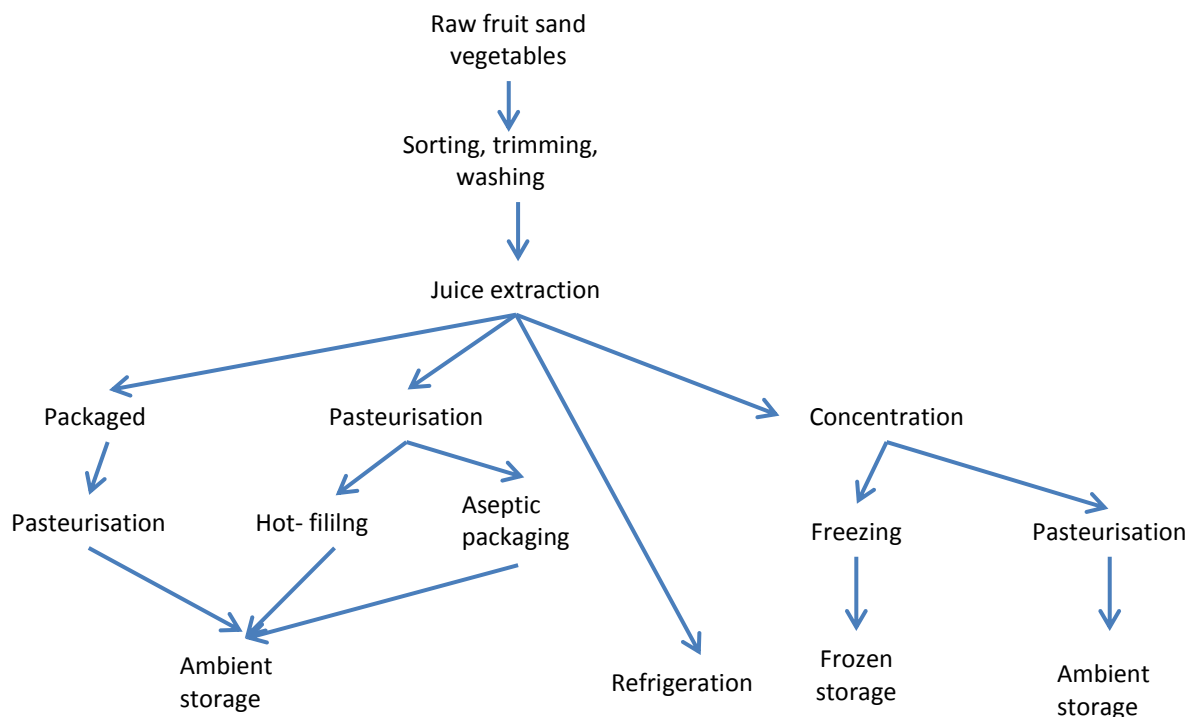 Raw fruit sand
vegetables
Sorting, trimming,
washing
Juice extraction
Packaged
Pasteurisation
Concentration
Pasteurisation
Hot- fililng
Aseptic
packaging
Freezing
Pasteurisation
Ambient
storage
Refrigeration
Frozen
storage
Ambient
storage